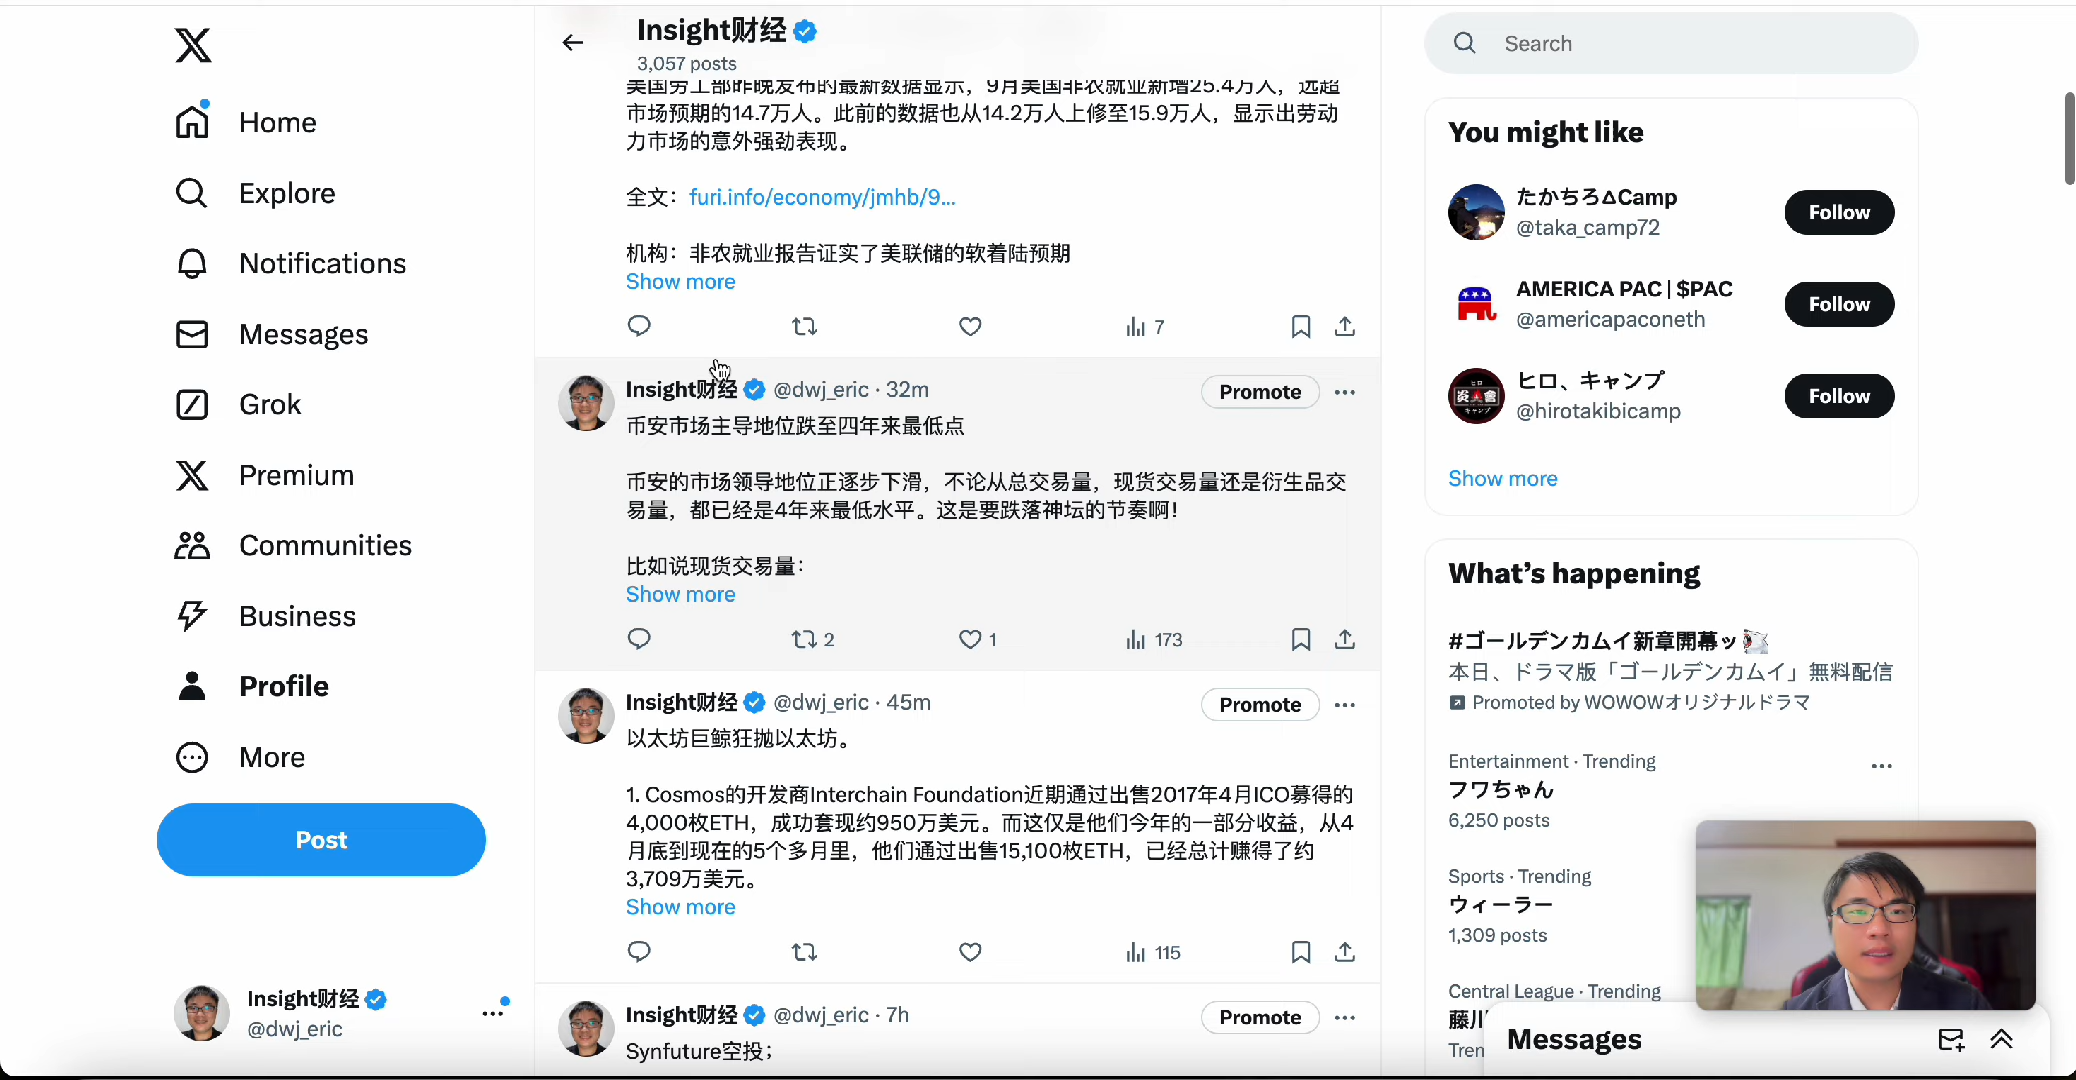 Home
Explore
Notifications
Messages
Grok
Premium
Communities
Business
Profile
More
Post
Insight财经
@dwj_eric
Insight财经
3,057 posts
美国劳工部昨晚发布的最新数据显示，9月美国非农就业新增25.4万人，远超
市场预期的14.7万人。此前的数据也从14.2万人上修至15.9万人，显示出劳动
力市场的意外强劲表现。
全文：furi.info/economy/jmhb/9...
机构：非农就业报告证实了美联储的软着陆预期
Show more
7
Insight财经 @dwj_eric · 32m
Promote
币安市场主导地位跌至四年来最低点
币安的市场领导地位正逐步下滑，不论从总交易量，现货交易量还是衍生品交
易量，都已经是4年来最低水平。这是要跌落神坛的节奏啊！
比如说现货交易量：
Show more
2 1 173
Insight财经 @dwj_eric · 45m
Promote
以太坊巨鲸狂抛以太坊。
1. Cosmos的开发商Interchain Foundation近期通过出售2017年4月ICO募得的
4,000枚ETH，成功套现约950万美元。而这仅是他们今年的一部分收益，从4
月底到现在的5个多月里，他们通过出售15,100枚ETH，已经总计赚得了约
3,709万美元。
Show more
115
Insight财经 @dwj_eric · 7h
Promote
Synfuture空投；
Search
You might like
たかちろΔCamp
@taka_camp72
Follow
AMERICA PAC | $PAC
@americapaconeth
Follow
ヒロ、キャンプ
@hirotakibicamp
Follow
Show more
What's happening
#ゴールデンカムイ新章開幕ッ
本日、ドラマ版「ゴールデンカムイ」無料配信
Promoted by WOWOWオリジナルドラマ
Entertainment · Trending
フワちゃん
6,250 posts
Sports · Trending
ウィーラー
1,309 posts
Central League · Trending
藤川
Tren
Messages